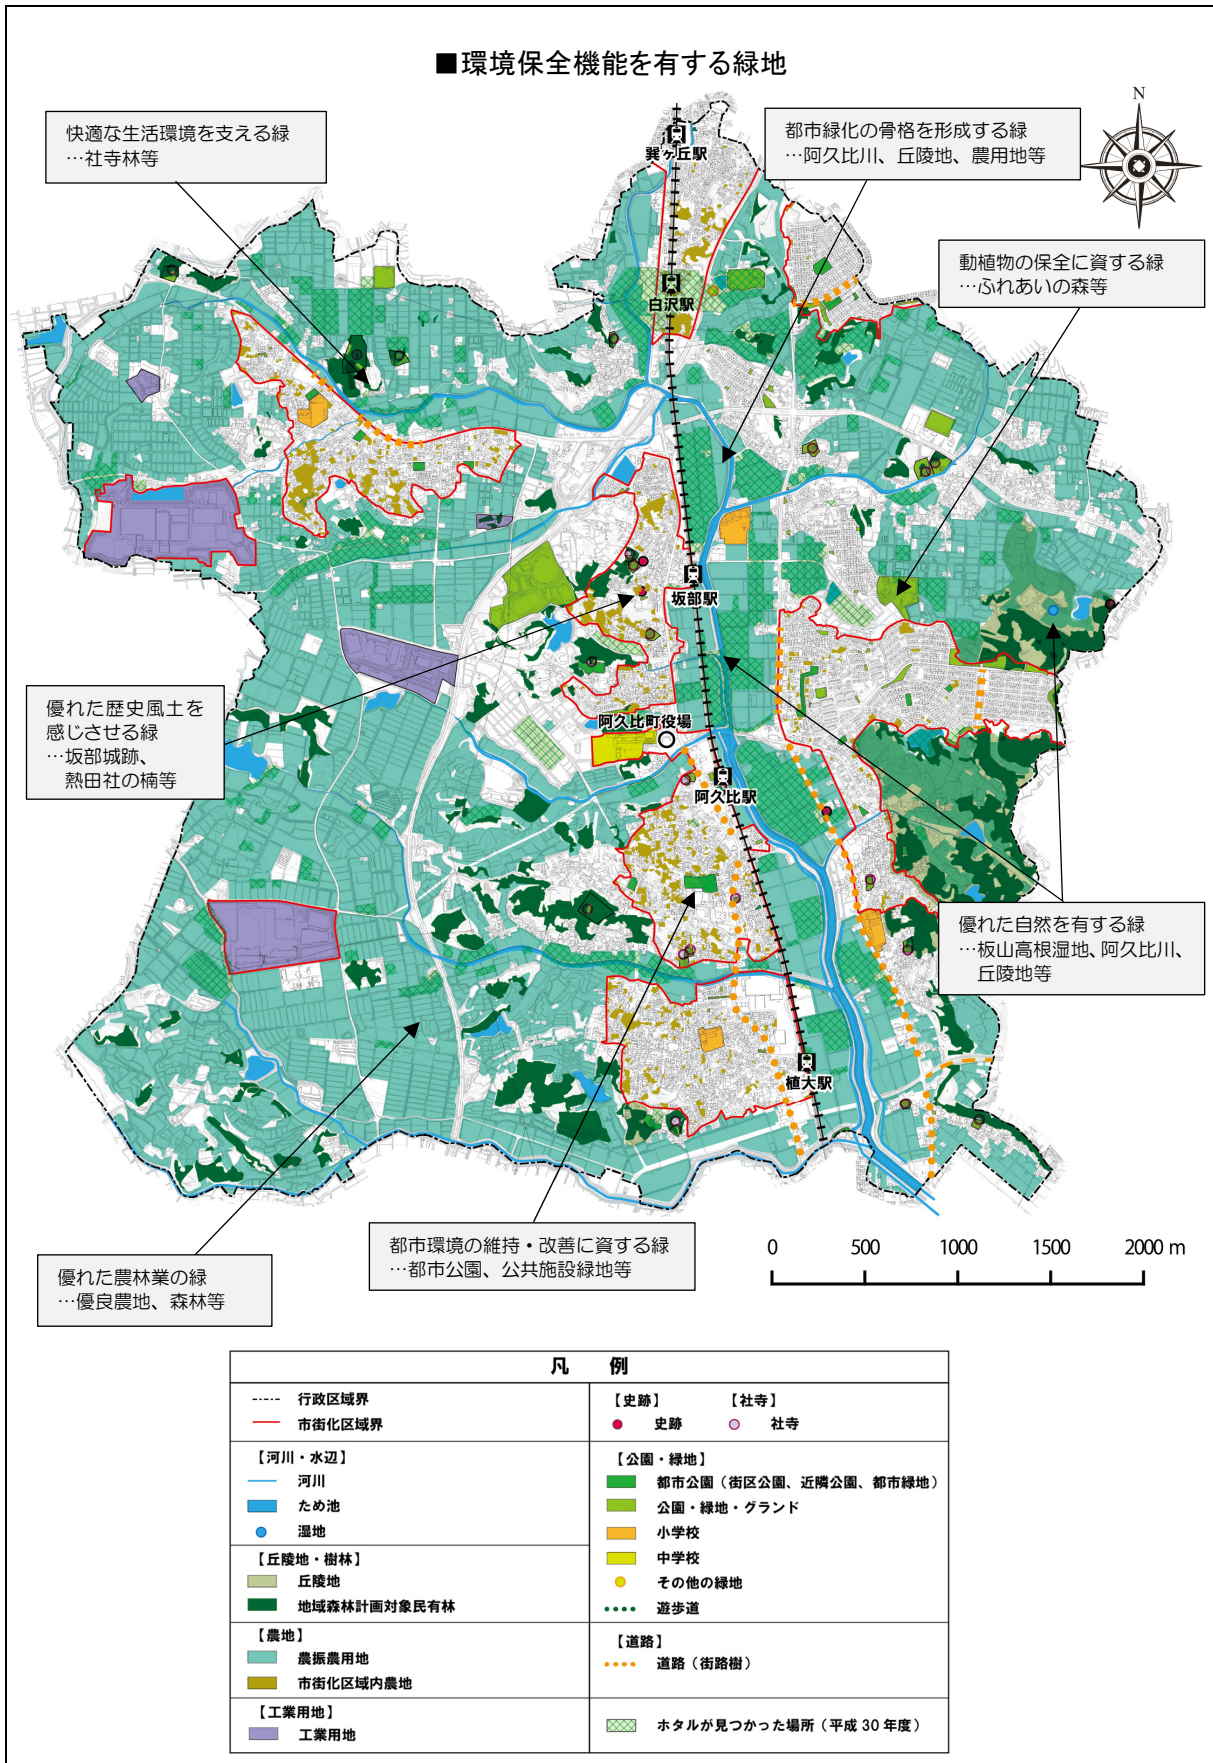 ■環境保全機能を有する緑地
快適な生活環境を支える緑
…社寺林等
都市緑化の骨格を形成する緑
…阿久比川、丘陵地、農用地等
N
巽ヶ丘駅
動植物の保全に資する緑
…ふれあいの森等
白沢駅
坂部駅
優れた歴史風土を
感じさせる緑
…坂部城跡、
熱田社の楠等
阿久比町役場
阿久比駅
優れた自然を有する緑
…板山高根湿地、阿久比川、
丘陵地等
植大駅
都市環境の維持・改善に資する緑
…都市公園、公共施設緑地等
優れた農林業の緑
…優良農地、森林等
0 500 1000 1500 2000 m
凡 例
行政区域界
市街化区域界
【河川・水辺】
河川
ため池
湿地
【丘陵地・樹林】
丘陵地
地域森林計画対象民有林
【農地】
農振農用地
市街化区域内農地
【工業用地】
工業用地
【史跡】 【社寺】
史跡 社寺
【公園・緑地】
都市公園（街区公園、近隣公園、都市緑地）
公園・緑地・グランド
小学校
中学校
その他の緑地
遊歩道
【道路】
道路（街路樹）
ホタルが見つかった場所（平成 30 年度）